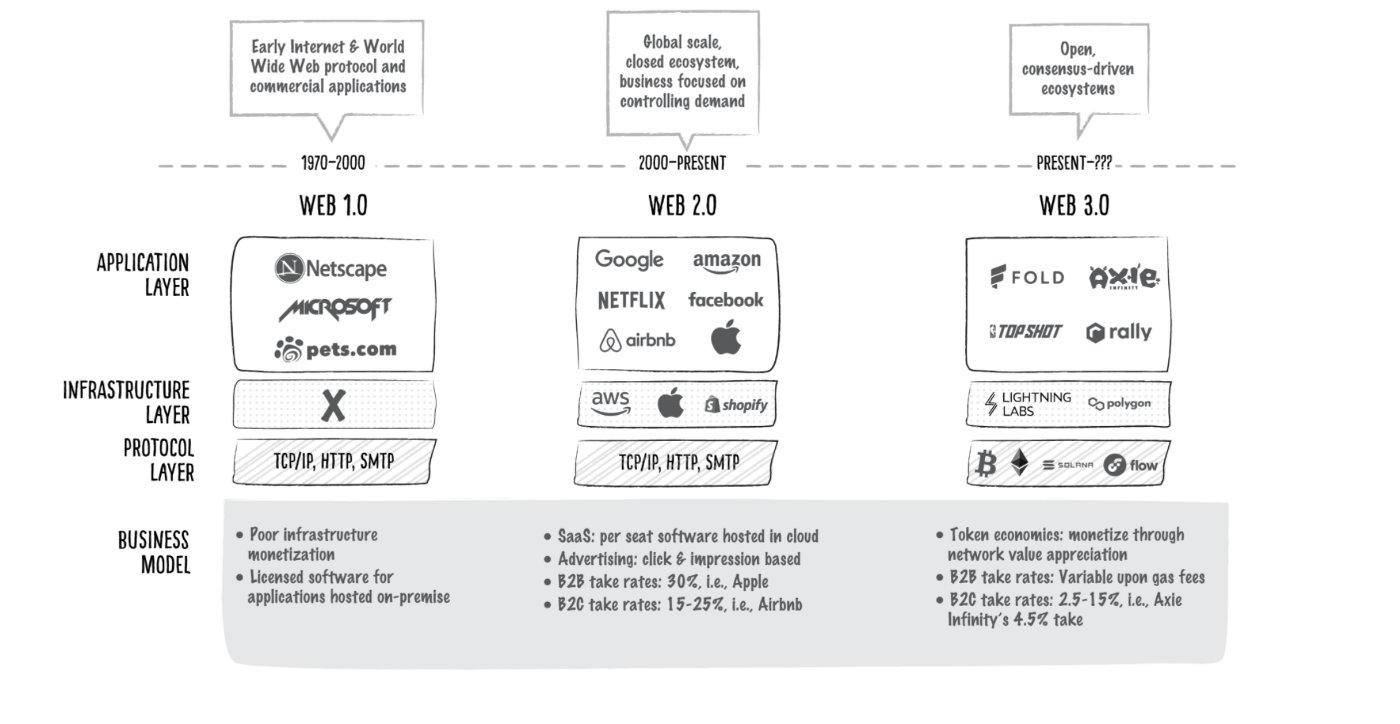 Early Internet & World
Wide Web protocol and
commercial applications
Global scale,
closed ecosystem,
business focused on
controlling demand
Open,
consensus-driven
ecosystems
1970–2000
2000–PRESENT
PRESENT–???
WEB 1.0
WEB 2.0
WEB 3.0
APPLICATION
LAYER
N Netscape
MICROSOFT
pets.com
Google
amazon
NETFLIX
facebook
airbnb
FOLD
AXIE
INFINITY
TOPSHOT
rally
INFRASTRUCTURE
LAYER
X
aws
shopify
LIGHTNING
LABS
polygon
PROTOCOL
LAYER
TCP/IP, HTTP, SMTP
TCP/IP, HTTP, SMTP
SOLANA
flow
BUSINESS
MODEL
• Poor infrastructure
monetization
• Licensed software for
applications hosted on-premise
• SaaS: per seat software hosted in cloud
• Advertising: click & impression based
• B2B take rates: 30%, i.e., Apple
• B2C take rates: 15-25%, i.e., Airbnb
• Token economics: monetize through
network value appreciation
• B2B take rates: Variable upon gas fees
• B2C take rates: 2.5-15%, i.e., Axie
Infinity's 4.5% take